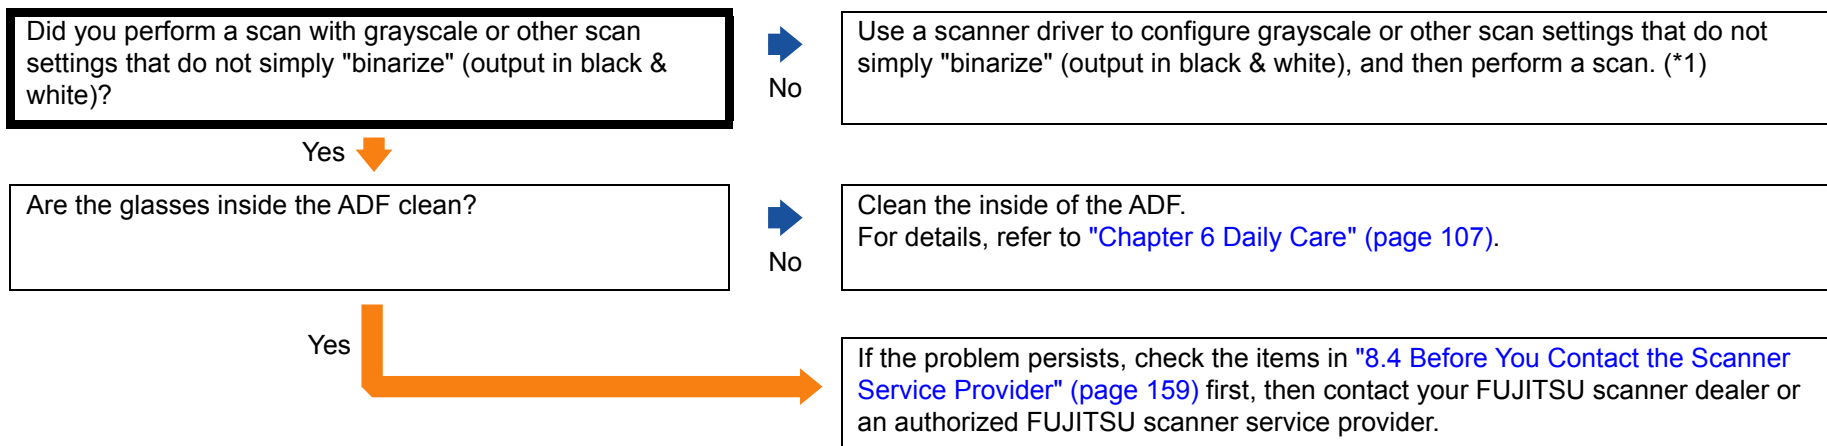 Did you perform a scan with grayscale or other scan
settings that do not simply "binarize" (output in black &
white)?
No
Use a scanner driver to configure grayscale or other scan settings that do not
simply "binarize" (output in black & white), and then perform a scan. (*1)
Yes
Are the glasses inside the ADF clean?
No
Clean the inside of the ADF.
For details, refer to "Chapter 6 Daily Care" (page 107).
Yes
If the problem persists, check the items in "8.4 Before You Contact the Scanner
Service Provider" (page 159) first, then contact your FUJITSU scanner dealer or
an authorized FUJITSU scanner service provider.